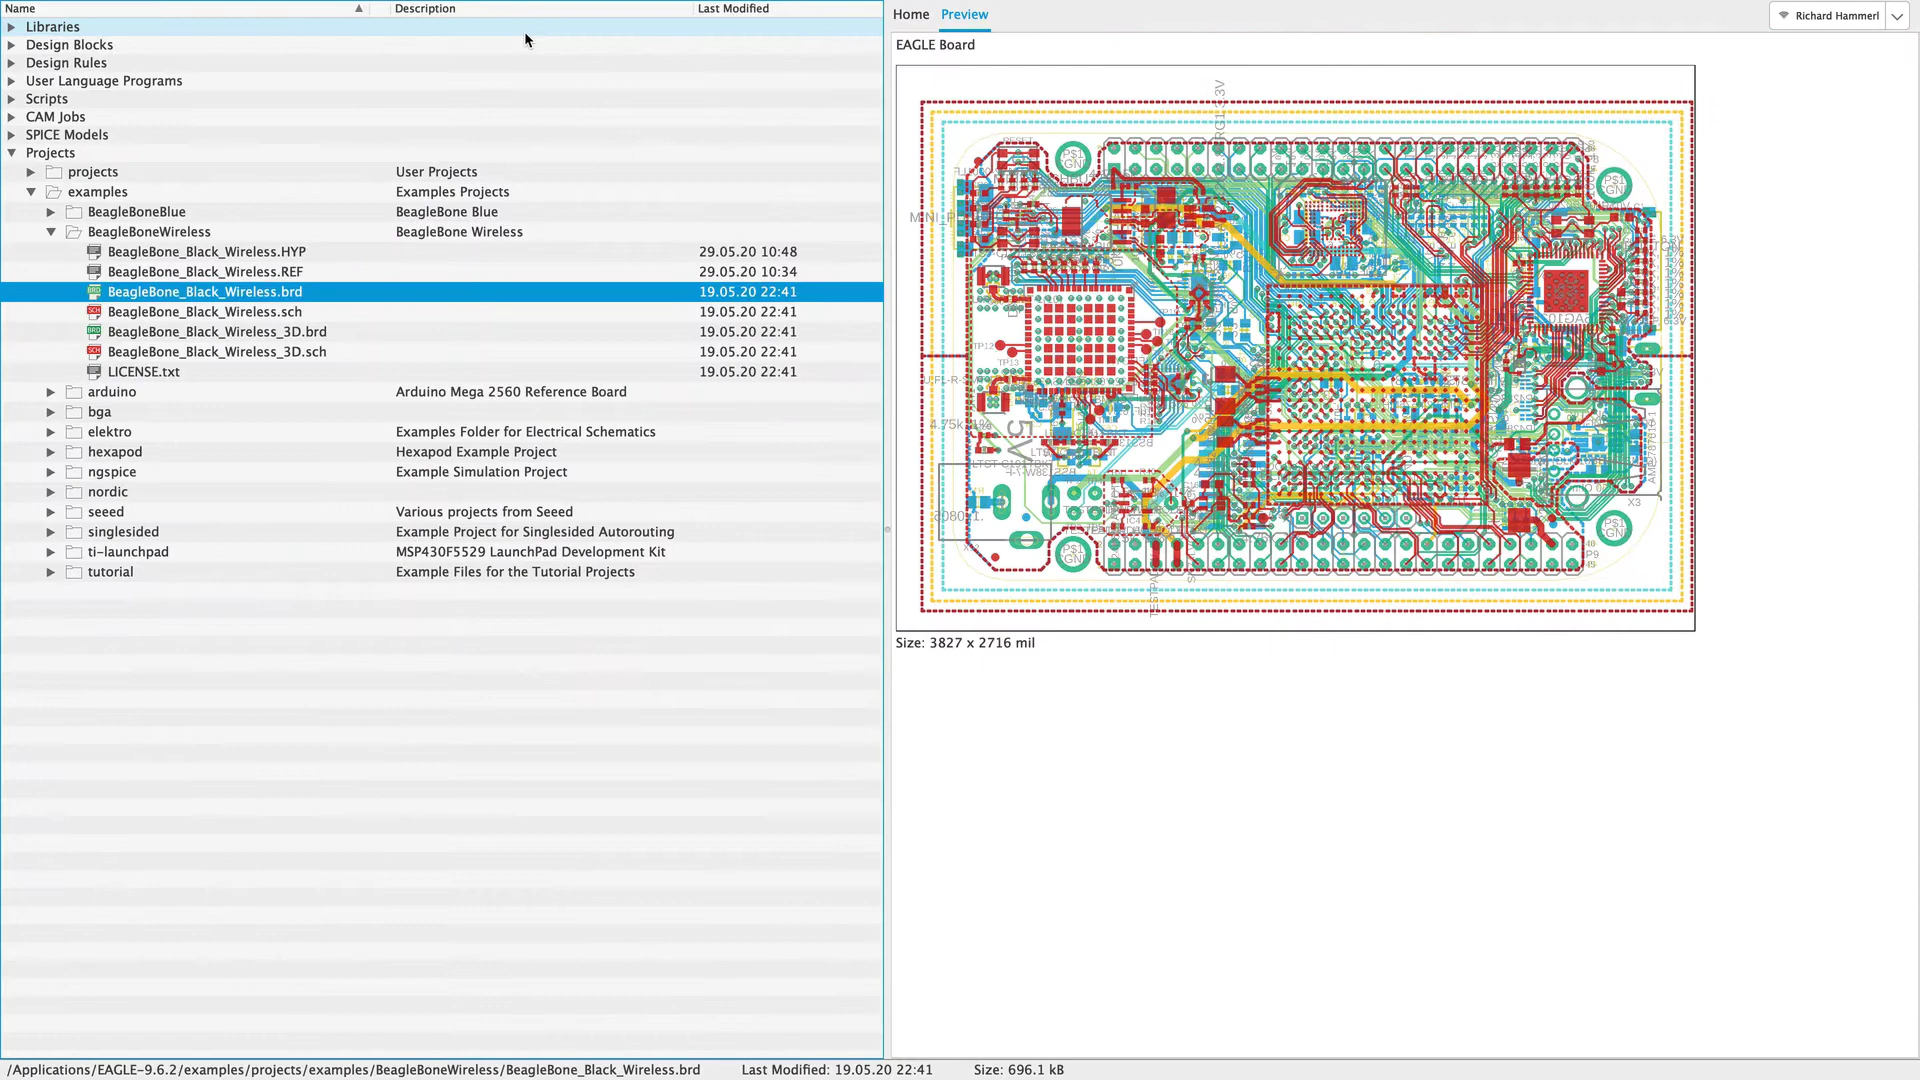 Name Description Last Modified
Libraries
Design Blocks
Design Rules
User Language Programs
Scripts
CAM Jobs
SPICE Models
Projects
projects User Projects
examples Examples Projects
BeagleBoneBlue BeagleBone Blue
BeagleBoneWireless BeagleBone Wireless
BeagleBone_Black_Wireless.HYP 29.05.20 10:48
BeagleBone_Black_Wireless.REF 29.05.20 10:34
BeagleBone_Black_Wireless.brd 19.05.20 22:41
BeagleBone_Black_Wireless.sch 19.05.20 22:41
BeagleBone_Black_Wireless_3D.brd 19.05.20 22:41
BeagleBone_Black_Wireless_3D.sch 19.05.20 22:41
LICENSE.txt 19.05.20 22:41
arduino Arduino Mega 2560 Reference Board
bga
elektro Examples Folder for Electrical Schematics
hexapod Hexapod Example Project
ngspice Example Simulation Project
nordic
seeed Various projects from Seeed
singlesided Example Project for Singlesided Autorouting
ti-launchpad MSP430F5529 LaunchPad Development Kit
tutorial Example Files for the Tutorial Projects
Home Preview
Richard Hammerl
EAGLE Board
RESET
TP12
TP13
5V
X3
P9
Size: 3827 x 2716 mil
/Applications/EAGLE-9.6.2/examples/projects/examples/BeagleBoneWireless/BeagleBone_Black_Wireless.brd Last Modified: 19.05.20 22:41 Size: 696.1 kB